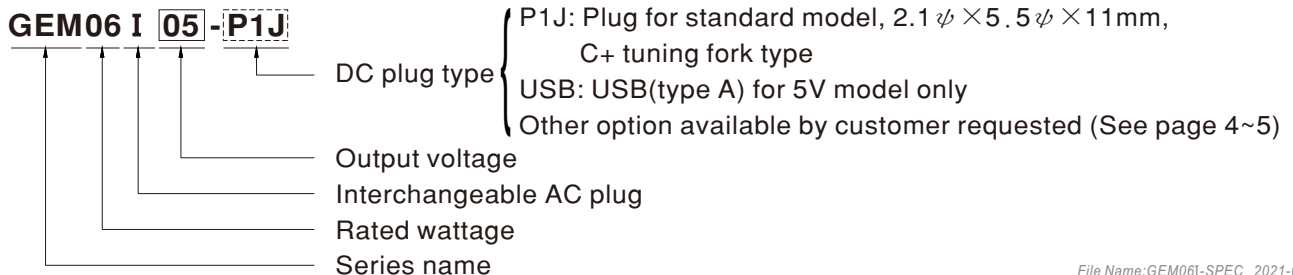 GEM06 I 05 - P1J
P1J: Plug for standard model, 2.1ψ×5.5ψ×11mm,
C+ tuning fork type
DC plug type
USB: USB(type A) for 5V model only
Other option available by customer requested (See page 4~5)
Output voltage
Interchangeable AC plug
Rated wattage
Series name
File Name:GEM06I-SPEC 2021-